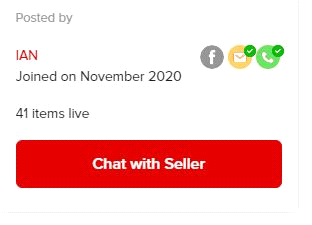 Posted by
IAN
Joined on November 2020
41 items live
Chat with Seller